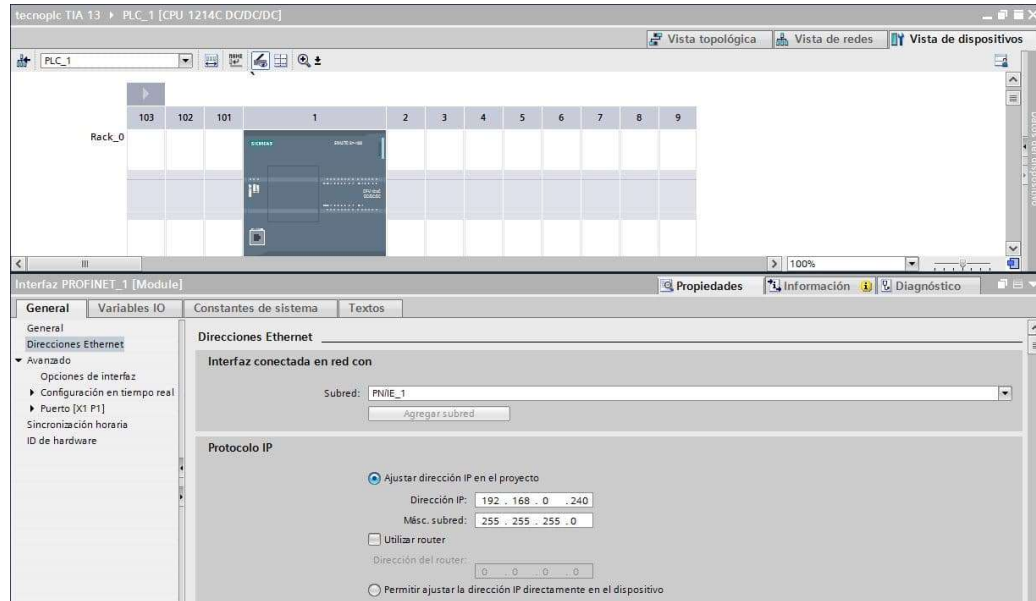 tecnoplc TIA 13 ▸ PLC_1 [CPU 1214C DC/DC/DC]
Vista topológica Vista de redes Vista de dispositivos
PLC_1
103 102 101 1 2 3 4 5 6 7 8 9
Rack_0
SIEMENS
100%
Interfaz PROFINET_1 [Module]
Propiedades Información Diagnóstico
General Variables IO Constantes de sistema Textos
General
Direcciones Ethernet
Avanzado
Opciones de interfaz
Configuración en tiempo real
Puerto [X1 P1]
Sincronización horaria
ID de hardware
Direcciones Ethernet
Interfaz conectada en red con
Subred: PN/IE_1
Agregar subred
Protocolo IP
Ajustar dirección IP en el proyecto
Dirección IP: 192 . 168 . 0 . 240
Másc. subred: 255 . 255 . 255 . 0
Utilizar router
Dirección del router: 0 . 0 . 0 . 0
Permitir ajustar la dirección IP directamente en el dispositivo